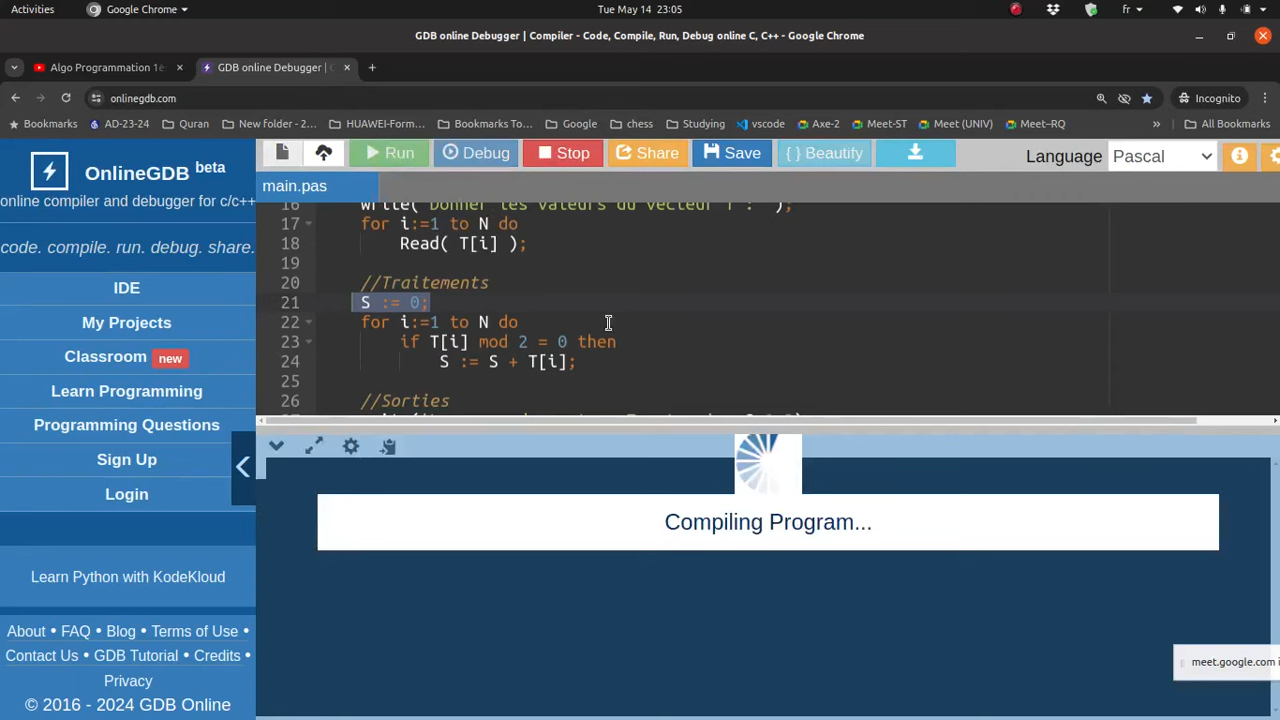 Activities Google Chrome Tue May 14 23:05 fr
GDB online Debugger | Compiler - Code, Compile, Run, Debug online C, C++ - Google Chrome
Algo Programmation 1è GDB online Debugger |
onlinegdb.com Incognito
Bookmarks AD-23-24 Quran New folder - 2... HUAWEI-Form... Bookmarks To... Google chess Studying vscode Axe-2 Meet-ST Meet (UNIV) Meet–RQ » All Bookmarks
OnlineGDB beta
online compiler and debugger for c/c++
code. compile. run. debug. share.
IDE
My Projects
Classroom new
Learn Programming
Programming Questions
Sign Up
Login
Learn Python with KodeKloud
About • FAQ • Blog • Terms of Use •
Contact Us • GDB Tutorial • Credits •
Privacy
© 2016 - 2024 GDB Online
Run Debug Stop Share Save { } Beautify Language Pascal
main.pas
16 write( Donner les valeurs du vecteur T : );
17 for i:=1 to N do
18 Read( T[i] );
19
20 //Traitements
21 S := 0;
22 for i:=1 to N do
23 if T[i] mod 2 = 0 then
24 S := S + T[i];
25
26 //Sorties
Compiling Program...
meet.google.com i